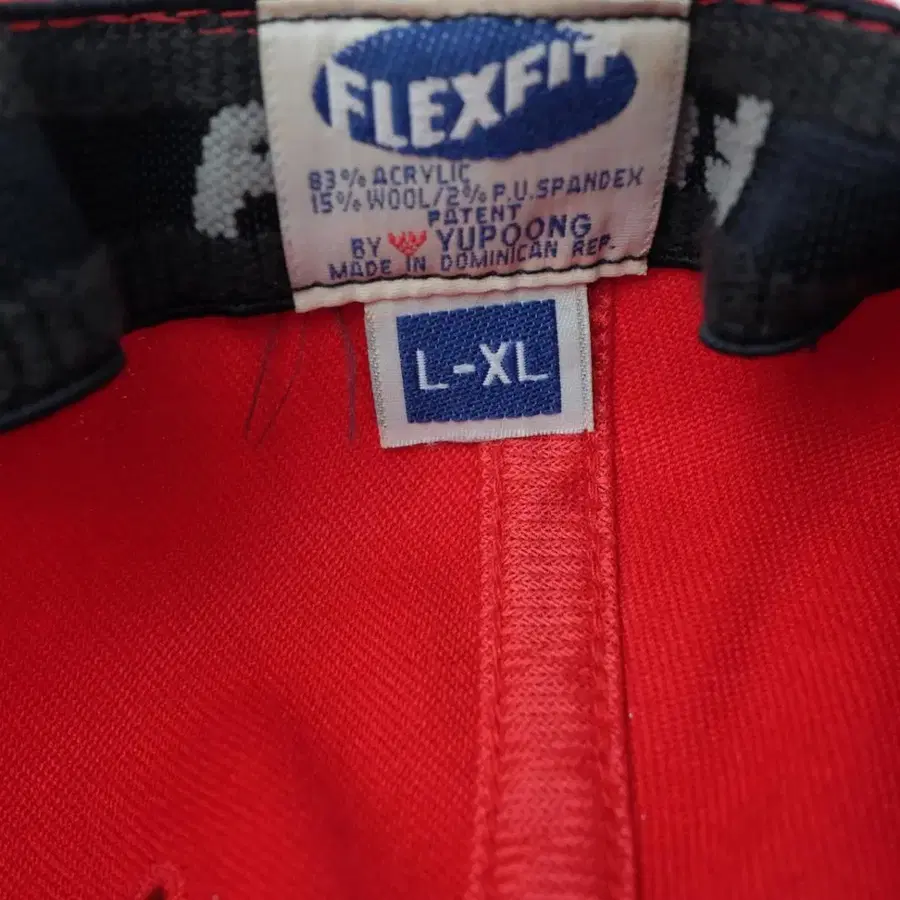 FLEXFIT
83% ACRYLIC
15% WOOL/2% P.U.SPANDEX
PATENT
BY YUPOONG
MADE IN DOMINICAN REP.
L-XL